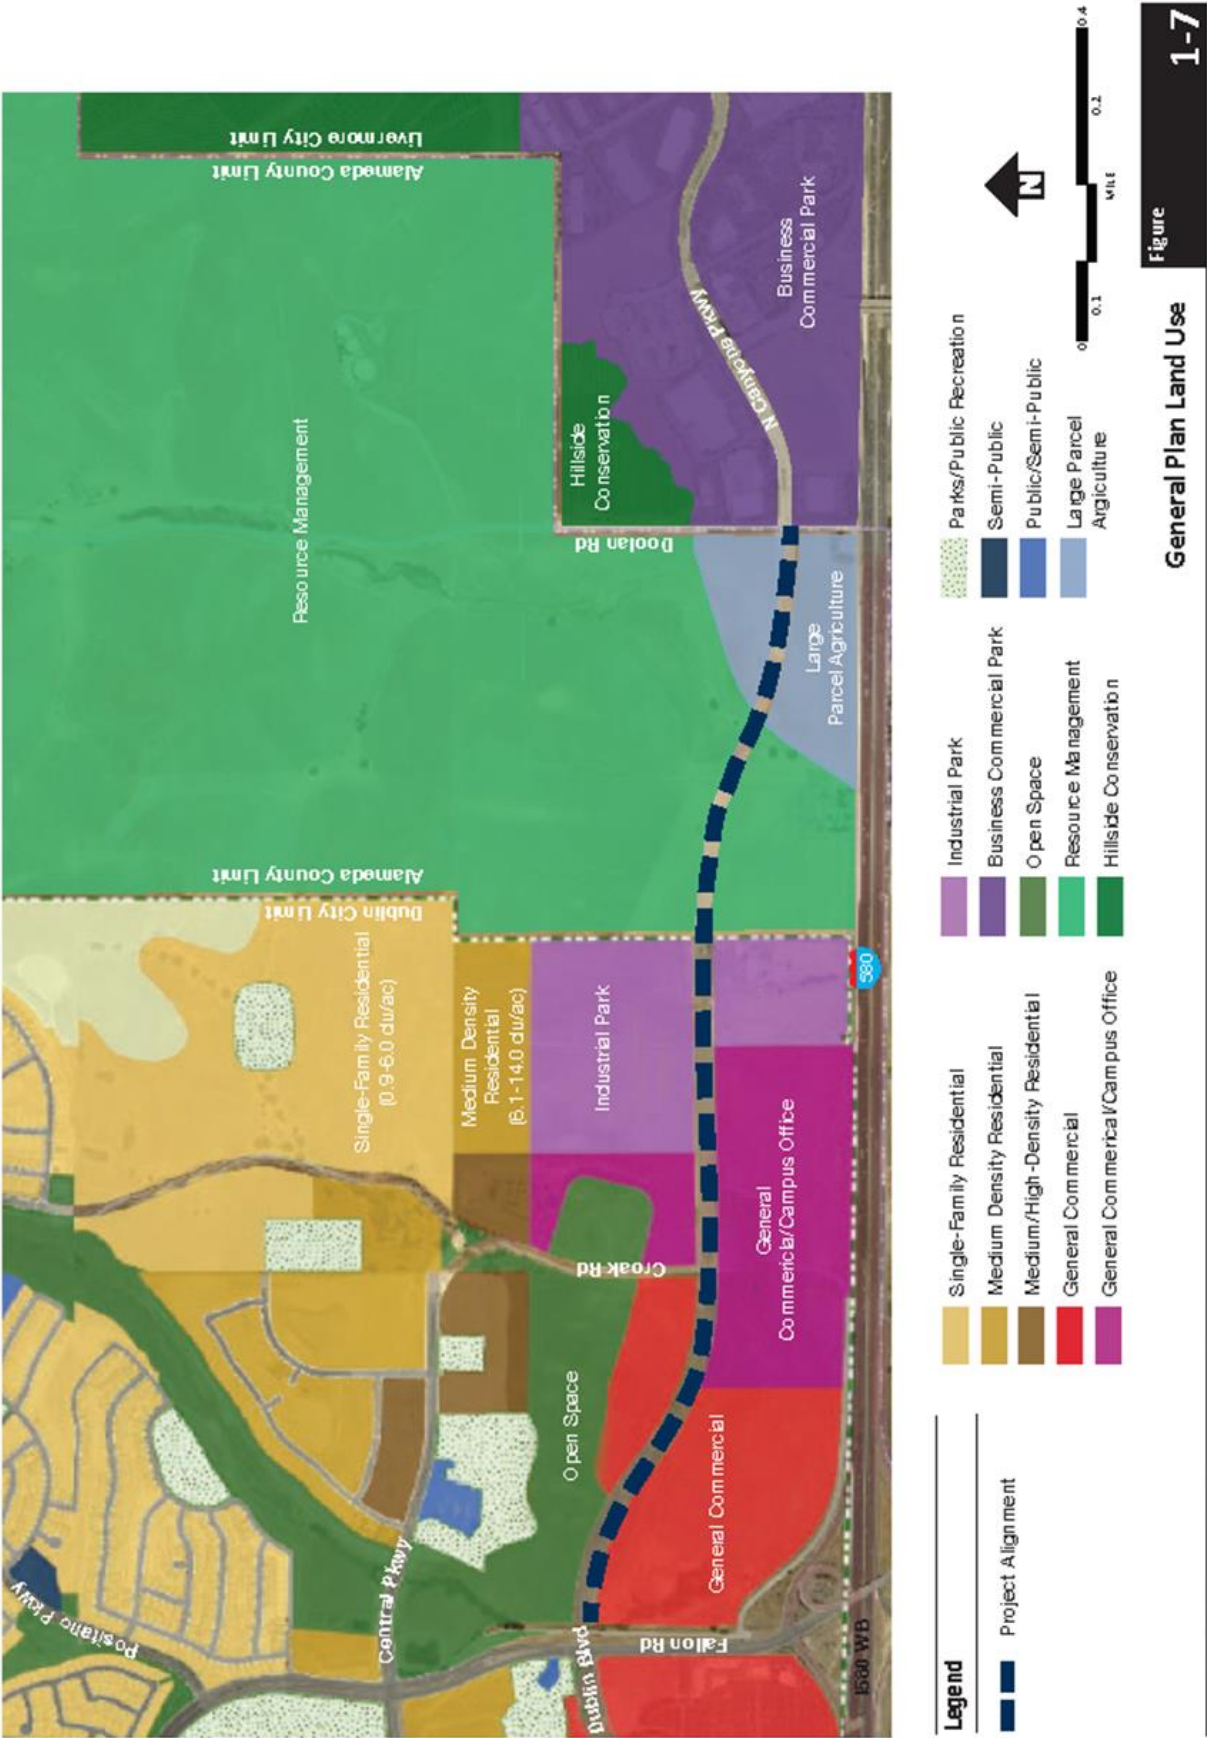 Positano Pkwy
Central Pkwy
Dublin Blvd
Fallon Rd
I580 WB
Open Space
General Commercial
Croak Rd
General
Commericla/Campus Office
Single-Family Residential
(0.9-6.0 du/ac)
Medium Density
Residential
(6.1-14.0 du/ac)
Industrial Park
Dublin City Limit
Alameda County Limit
580
Resource Management
Large
Parcel Agriculture
Doolan Rd
Hillside
Conservation
N Canyons Pkwy
Business
Commercial Park
Alameda County Limit
Livermore City Limit
Legend
Project Alignment
Single-Family Residential
Medium Density Residential
Medium/High-Density Residential
General Commercial
General Commerical/Campus Office
Industrial Park
Business Commercial Park
Open Space
Resource Management
Hillside Conservation
Parks/Public Recreation
Semi-Public
Public/Semi-Public
Large Parcel
Argiculture
N
0 0.1 0.2 0.4
MILE
General Plan Land Use
Figure
1-7